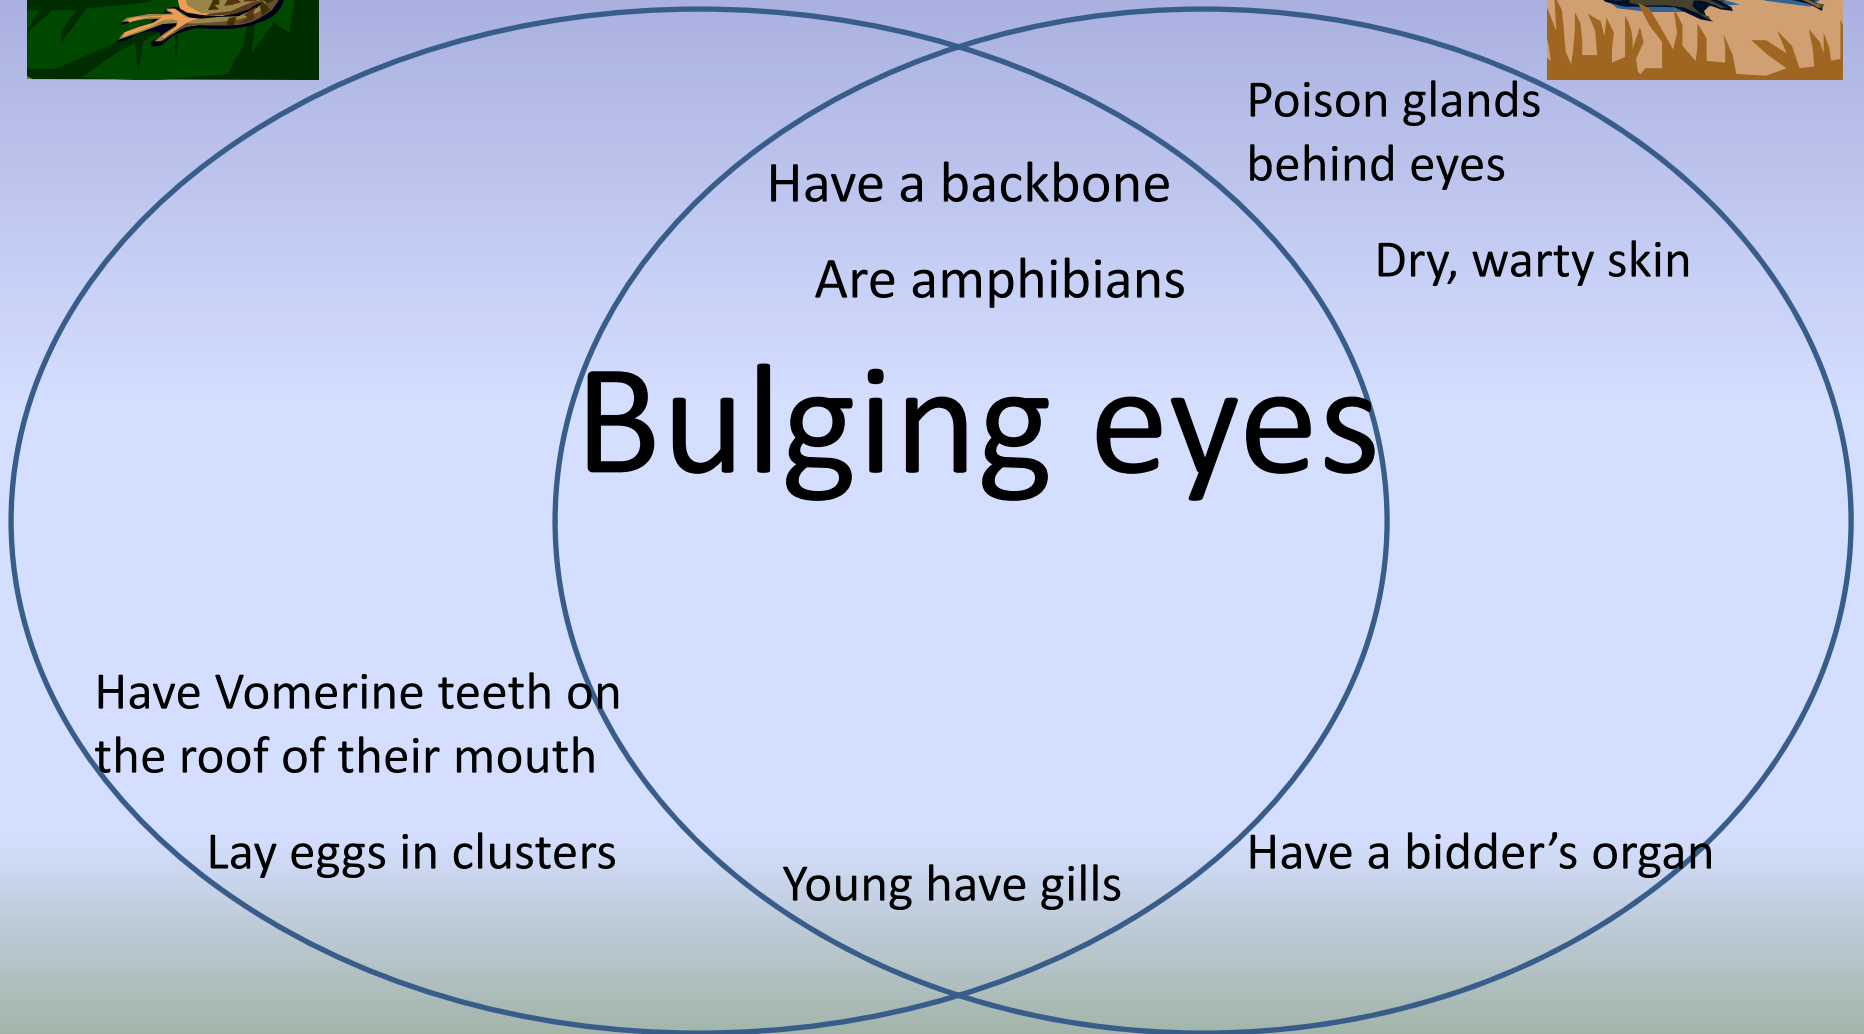 Poison glands
behind eyes
Have a backbone
Dry, warty skin
Are amphibians
Bulging eyes
Have Vomerine teeth on
the roof of their mouth
Lay eggs in clusters
Have a bidder’s organ
Young have gills